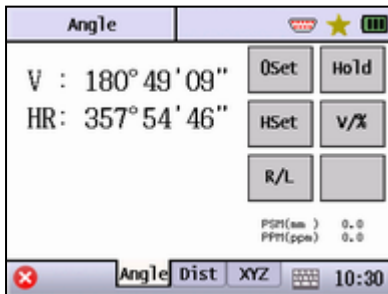 Angle
V : 180°49'09"
HR: 357°54'46"
0Set Hold
HSet V/%
R/L
PSM(mm ) 0.0
PPM(ppm) 0.0
Angle Dist XYZ 10:30